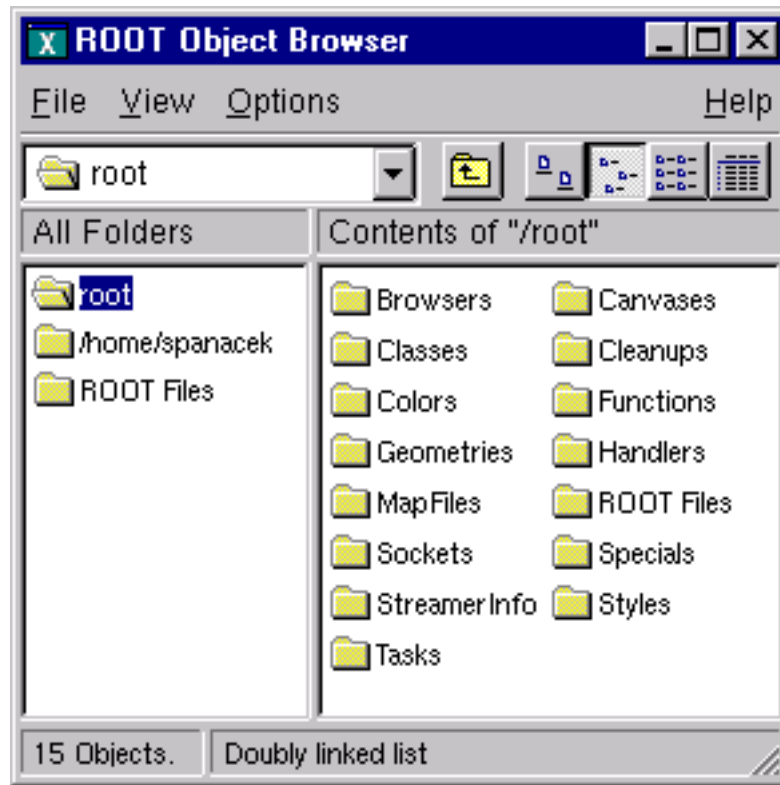 ROOT Object Browser
File View Options Help
root
All Folders
Contents of "/root"
root
/home/spanacek
ROOT Files
Browsers
Canvases
Classes
Cleanups
Colors
Functions
Geometries
Handlers
MapFiles
ROOT Files
Sockets
Specials
StreamerInfo
Styles
Tasks
15 Objects.
Doubly linked list